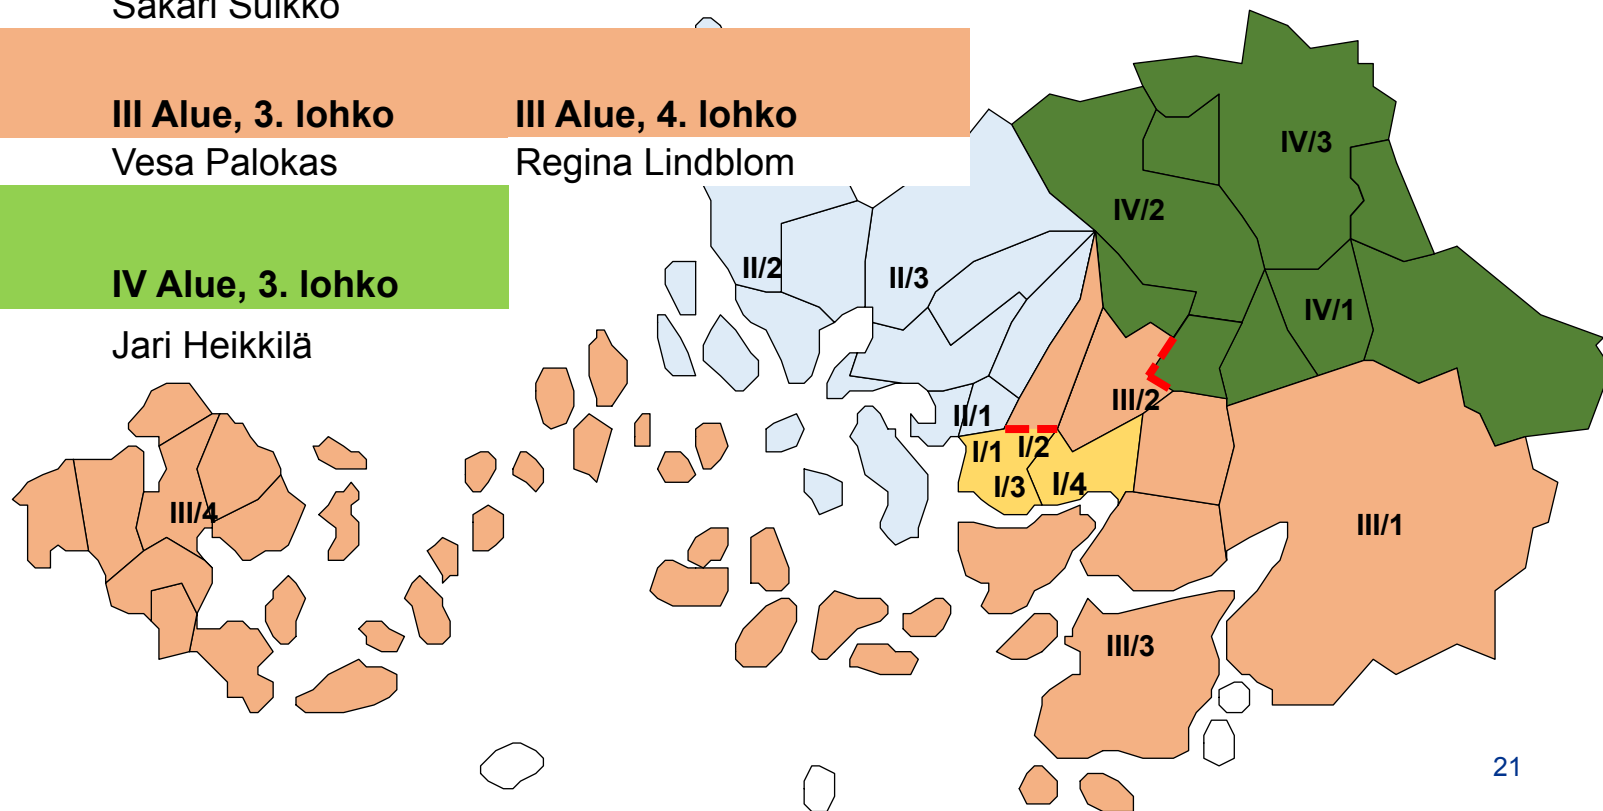 Sakari Sulkko
III Alue, 3. lohko III Alue, 4. lohko
Vesa Palokas Regina Lindblom
IV Alue, 3. lohko
Jari Heikkilä
IV/3
IV/2
II/2
II/3
IV/1
III/2
II/1
I/1
I/2
I/3
I/4
III/4
III/1
III/3
21